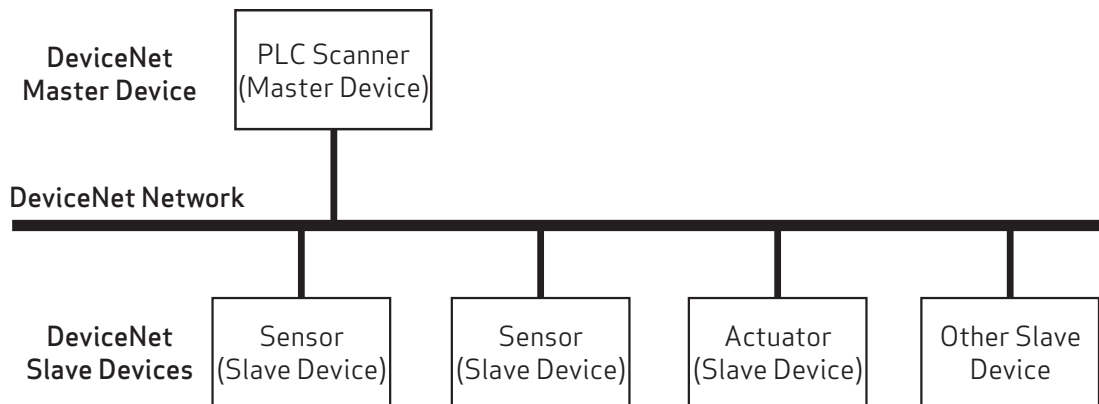 DeviceNet
Master Device
PLC Scanner
(Master Device)
DeviceNet Network
DeviceNet
Slave Devices
Sensor
(Slave Device)
Sensor
(Slave Device)
Actuator
(Slave Device)
Other Slave
Device